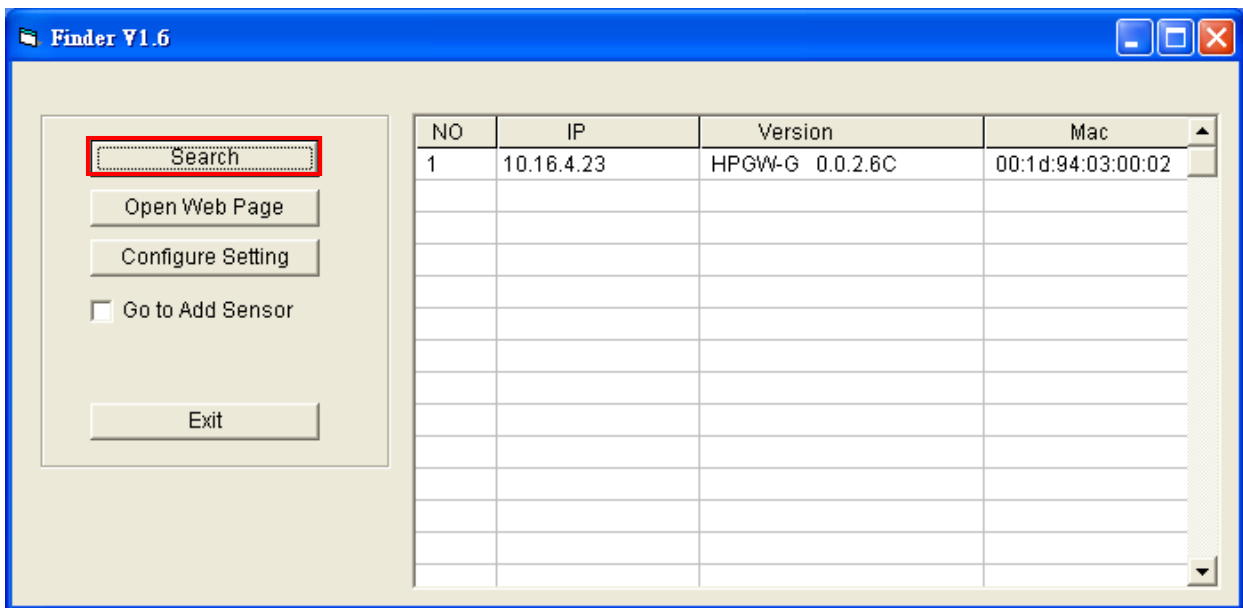 Finder V1.6
Search
Open Web Page
Configure Setting
Go to Add Sensor
Exit
NO IP Version Mac
1 10.16.4.23 HPGW-G 0.0.2.6C 00:1d:94:03:00:02